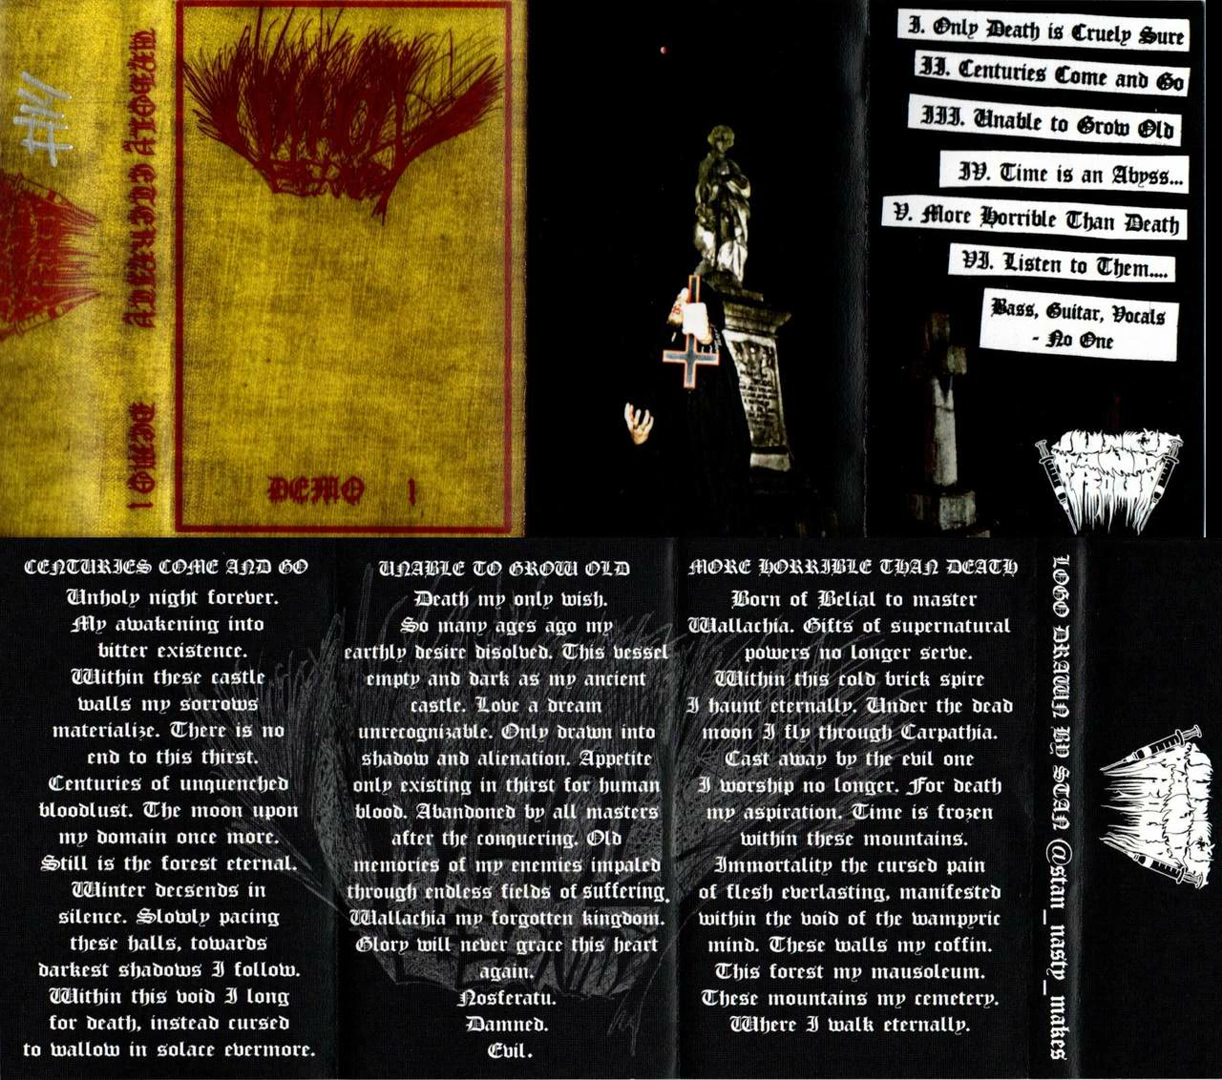 DEMO 1
DEMO 1
I. Only Death is Cruely Sure
II. Centuries Come and Go
III. Unable to Grow Old
IV. Time is an Abyss...
V. More Horrible Than Death
VI. Listen to Them....
Bass, Guitar, Vocals
- No One
CENTURIES COME AND GO
Unholy night forever.
My awakening into
bitter existence.
Within these castle
walls my sorrows
materialize. There is no
end to this thirst.
Centuries of unquenched
bloodlust. The moon upon
my domain once more.
Still is the forest eternal.
Winter decsends in
silence. Slowly pacing
these halls, towards
darkest shadows I follow.
Within this void I long
for death, instead cursed
to wallow in solace evermore.
UNABLE TO GROW OLD
Death my only wish.
So many ages ago my
earthly desire disolved. This vessel
empty and dark as my ancient
castle. Love a dream
unrecognizable. Only drawn into
shadow and alienation. Appetite
only existing in thirst for human
blood. Abandoned by all masters
after the conquering. Old
memories of my enemies impaled
through endless fields of suffering.
Wallachia my forgotten kingdom.
Glory will never grace this heart
again.
Nosferatu.
Damned.
Evil.
MORE HORRIBLE THAN DEATH
Born of Belial to master
Wallachia. Gifts of supernatural
powers no longer serve.
Within this cold brick spire
I haunt eternally. Under the dead
moon I fly through Carpathia.
Cast away by the evil one
I worship no longer. For death
my aspiration. Time is frozen
within these mountains.
Immortality the cursed pain
of flesh everlasting, manifested
within the void of the wampyric
mind. These walls my coffin.
This forest my mausoleum.
These mountains my cemetery.
Where I walk eternally.
LOGO DRAWN BY STAN @stan_nasty_makes